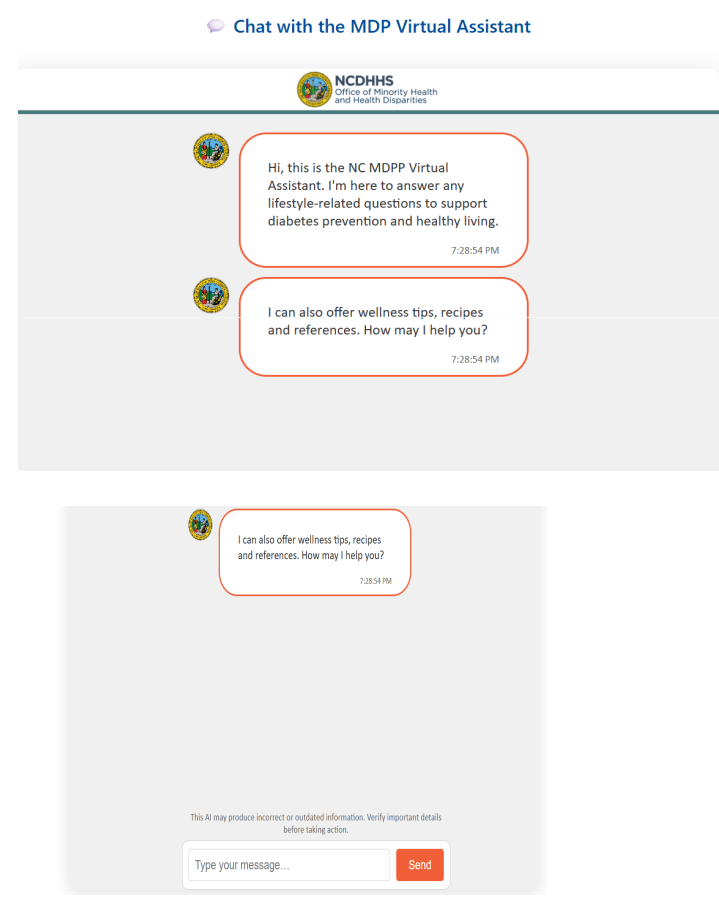 Chat with the MDP Virtual Assistant
NCDHHS
Office of Minority Health
and Health Disparities
Hi, this is the NC MDPP Virtual
Assistant. I'm here to answer any
lifestyle-related questions to support
diabetes prevention and healthy living.
7:28:54 PM
I can also offer wellness tips, recipes
and references. How may I help you?
7:28:54 PM
I can also offer wellness tips, recipes
and references. How may I help you?
7:28:54 PM
This AI may produce incorrect or outdated information. Verify important details
before taking action.
Type your message...
Send